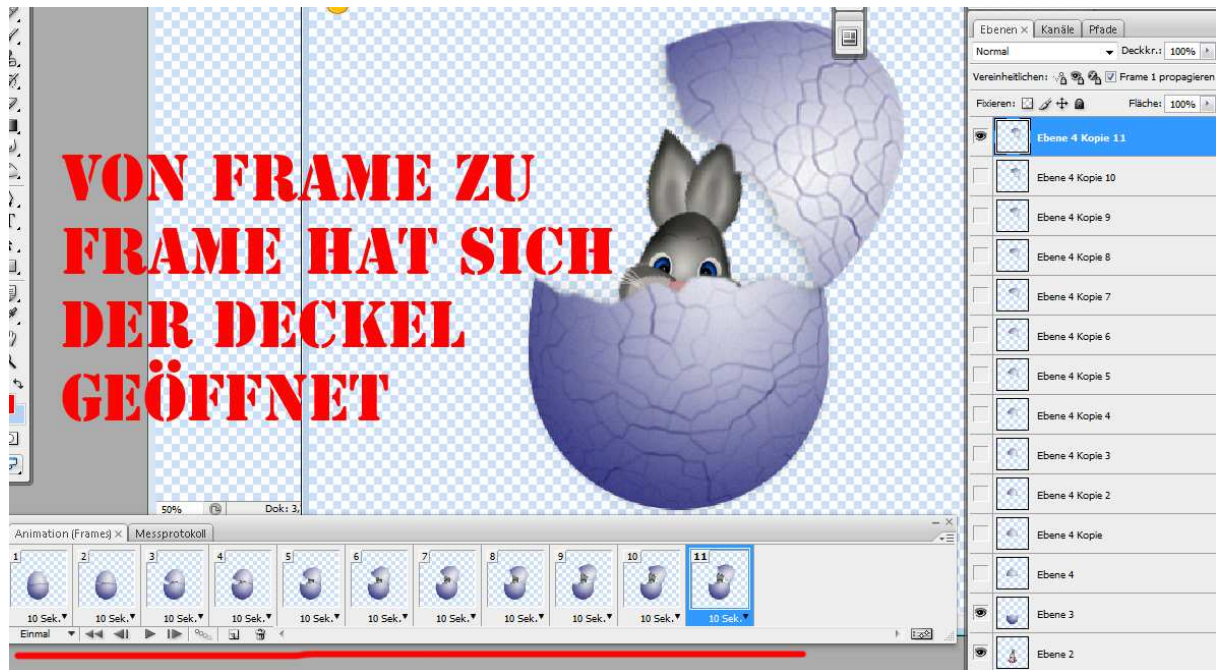 Ebenen × Kanäle Pfade
Normal Deckkr.: 100%
Vereinheitlichen: Frame 1 propagieren
Fixieren: Fläche: 100%
Ebene 4 Kopie 11
Ebene 4 Kopie 10
Ebene 4 Kopie 9
Ebene 4 Kopie 8
Ebene 4 Kopie 7
Ebene 4 Kopie 6
Ebene 4 Kopie 5
Ebene 4 Kopie 4
Ebene 4 Kopie 3
Ebene 4 Kopie 2
Ebene 4 Kopie
Ebene 4
Ebene 3
Ebene 2
VON FRAME ZU
FRAME HAT SICH
DER DECKEL
GEÖFFNET
50% Dok: 3,
Animation (Frames) × Messprotokoll
1 2 3 4 5 6 7 8 9 10 11
10 Sek. 10 Sek. 10 Sek. 10 Sek. 10 Sek. 10 Sek. 10 Sek. 10 Sek. 10 Sek. 10 Sek. 10 Sek.
Einmal